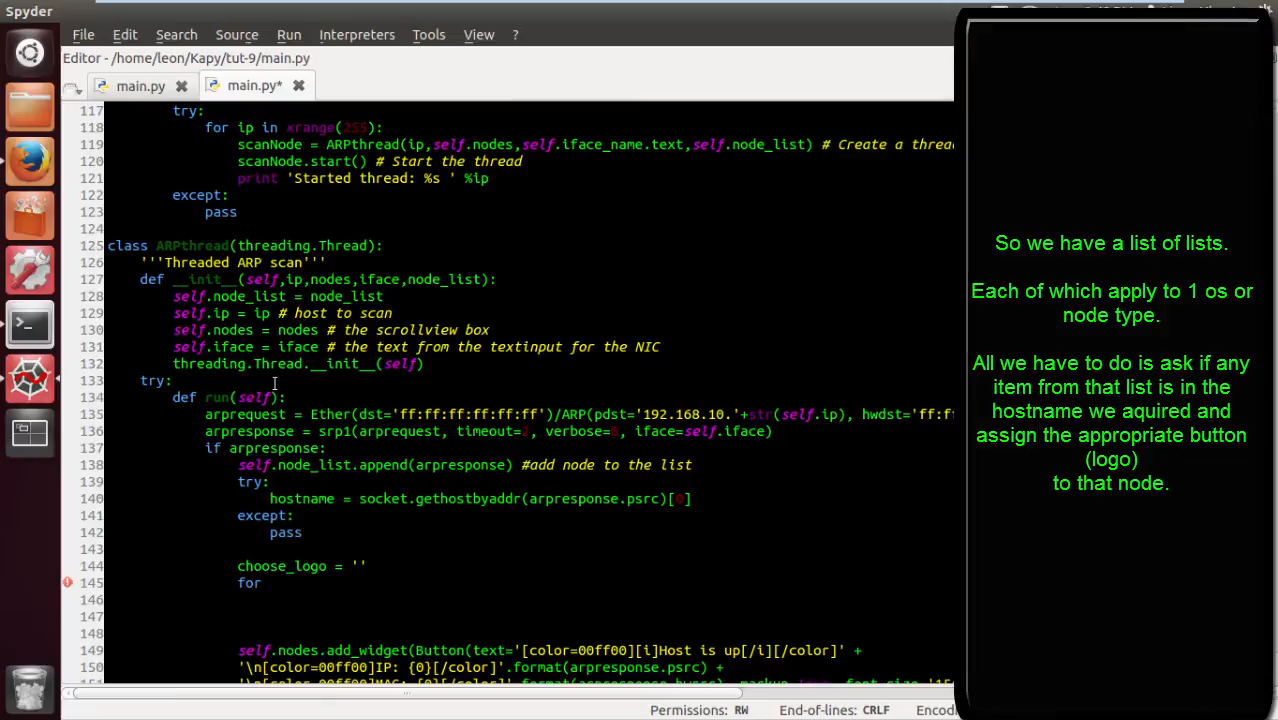 Spyder
File Edit Search Source Run Interpreters Tools View ?
Editor - /home/leon/Kapy/tut-9/main.py
main.py main.py*
117 try:
118 for ip in xrange(255):
119 scanNode = ARPthread(ip,self.nodes,self.iface_name.text,self.node_list) # Create a threa
120 scanNode.start() # Start the thread
121 print 'Started thread: %s ' %ip
122 except:
123 pass
124
125 class ARPthread(threading.Thread):
126 '''Threaded ARP scan'''
127 def __init__(self,ip,nodes,iface,node_list):
128 self.node_list = node_list
129 self.ip = ip # host to scan
130 self.nodes = nodes # the scrollview box
131 self.iface = iface # the text from the textinput for the NIC
132 threading.Thread.__init__(self)
133 try:
134 def run(self):
135 arprequest = Ether(dst='ff:ff:ff:ff:ff:ff')/ARP(pdst='192.168.10.'+str(self.ip), hwdst='ff:ff
136 arpresponse = srp1(arprequest, timeout=2, verbose=0, iface=self.iface)
137 if arpresponse:
138 self.node_list.append(arpresponse) #add node to the list
139 try:
140 hostname = socket.gethostbyaddr(arpresponse.psrc)[0]
141 except:
142 pass
143
144 choose_logo = ''
145 for
146
147
148
149 self.nodes.add_widget(Button(text='[color=00ff00][i]Host is up[/i][/color]' +
150 '\n[color=00ff00]IP: {0}[/color]'.format(arpresponse.psrc) +
Permissions: RW End-of-lines: CRLF Encod
So we have a list of lists.
Each of which apply to 1 os or
node type.
All we have to do is ask if any
item from that list is in the
hostname we aquired and
assign the appropriate button
(logo)
to that node.